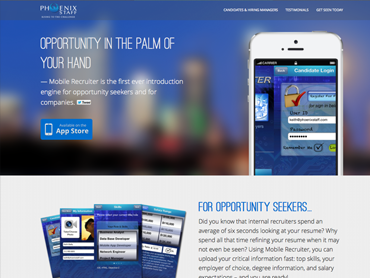 PHOENIX
STAFF
CANDIDATES & HIRING MANAGERS
TESTIMONIALS
GET SEEN TODAY!
OPPORTUNITY IN THE PALM OF
YOUR HAND
— Mobile Recruiter is the first ever introduction
engine for opportunity seekers and for
companies.
Tweet
Available on the
App Store
Candidate Login
User ID
Password
Remember Me
FOR OPPORTUNITY SEEKERS...
Did you know that internal recruiters spend an
average of six seconds looking at your resume? Why
spend all that time refining your resume when it may
not even be seen? Using Mobile Recruiter, you can
upload your critical information fast: top skills, your
employer of choice, degree information, and salary
expectations – and you are ready!